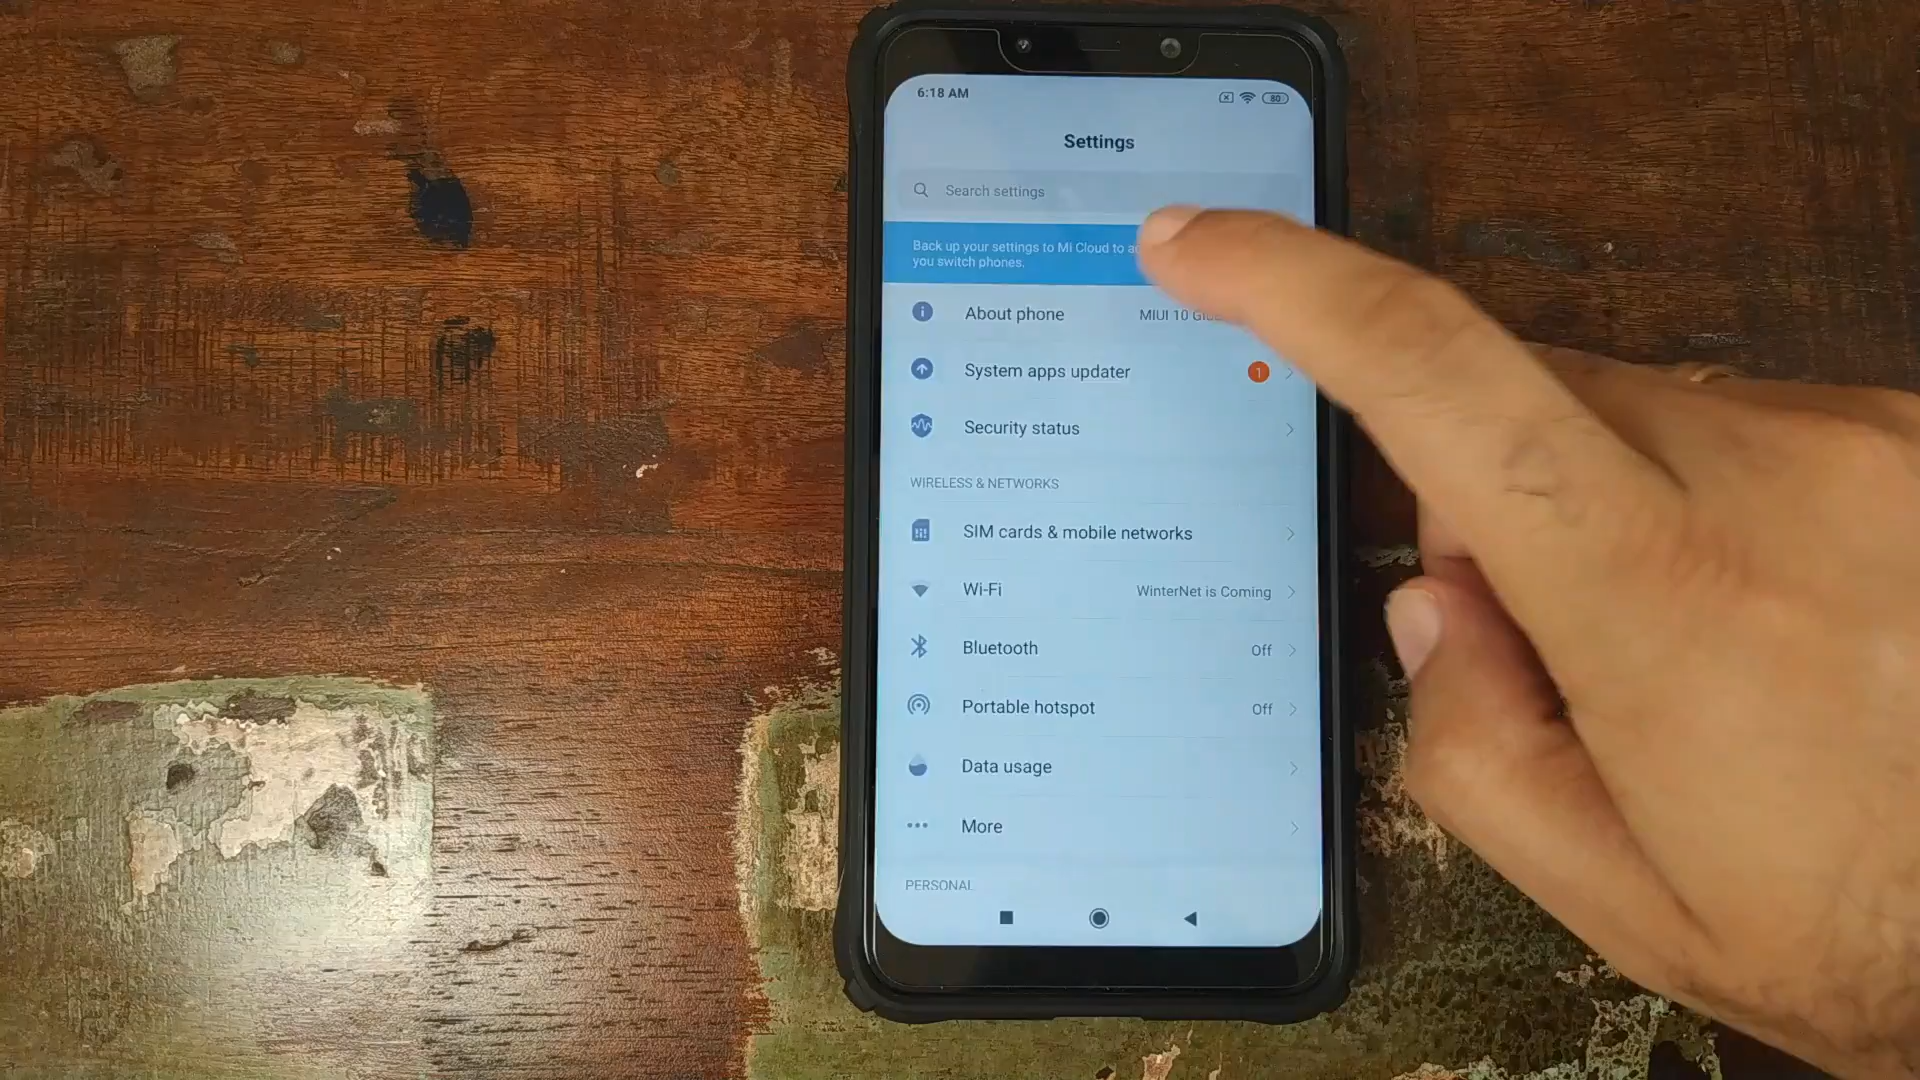 6:18 AM
80
Settings
Search settings
Back up your settings to Mi Cloud to
you switch phones.
About phone
MIUI 10
System apps updater
1
Security status
WIRELESS & NETWORKS
SIM cards & mobile networks
Wi-Fi
WinterNet is Coming
Bluetooth
Off
Portable hotspot
Off
Data usage
More
PERSONAL